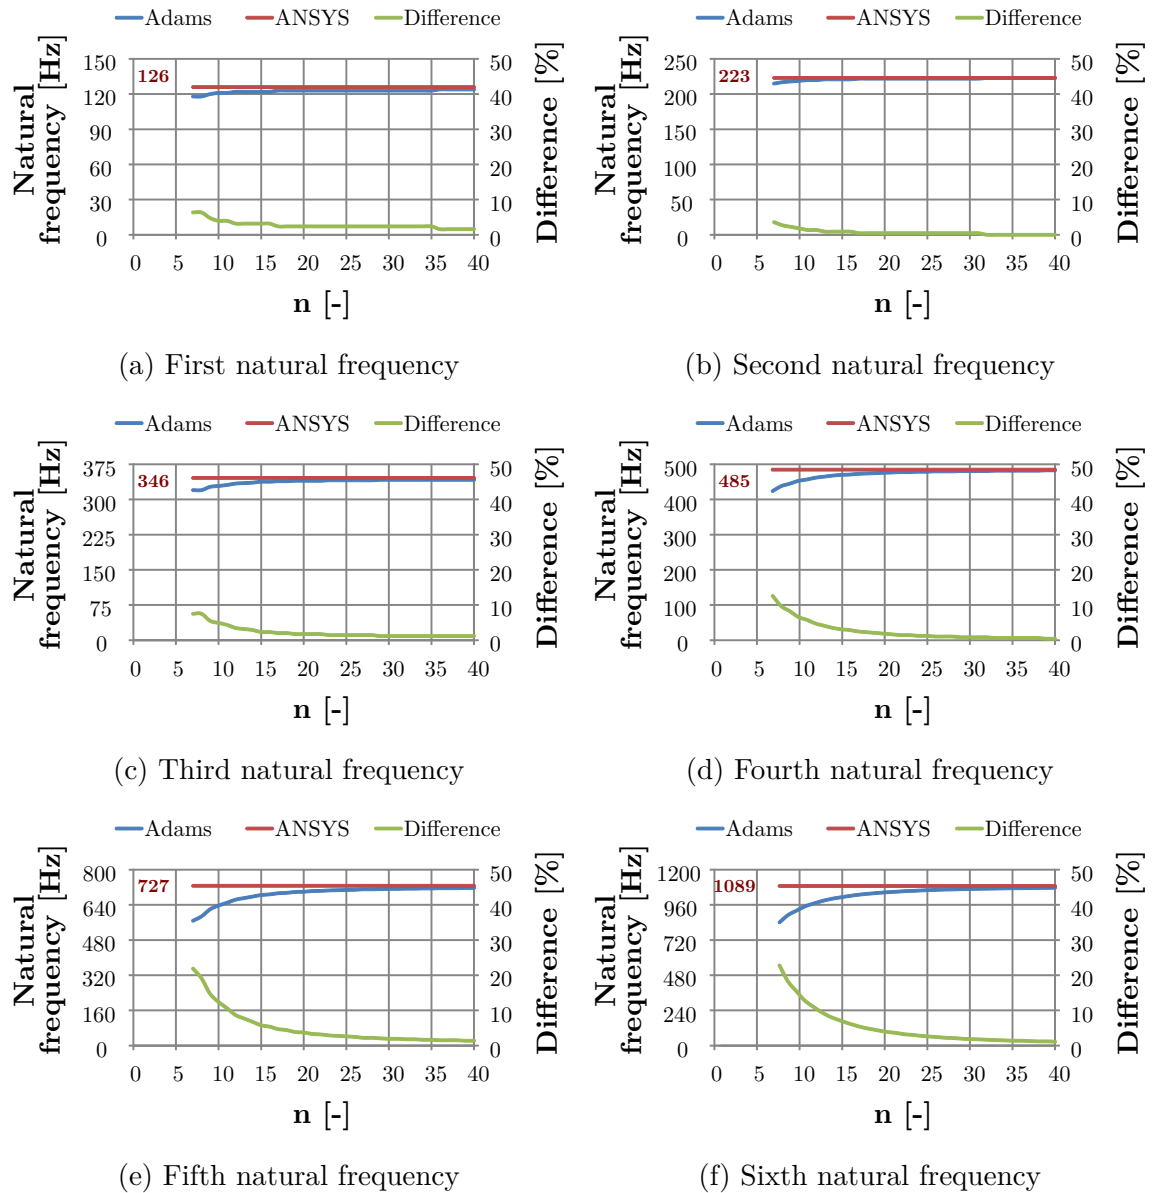 Adams ANSYS Difference
Natural frequency [Hz]
150
120
90
60
30
0
126
50
40
30
20
10
0
Difference [%]
0 5 10 15 20 25 30 35 40
n [-]
(a) First natural frequency
Adams ANSYS Difference
Natural frequency [Hz]
250
200
150
100
50
0
223
50
40
30
20
10
0
Difference [%]
0 5 10 15 20 25 30 35 40
n [-]
(b) Second natural frequency
Adams ANSYS Difference
Natural frequency [Hz]
375
300
225
150
75
0
346
50
40
30
20
10
0
Difference [%]
0 5 10 15 20 25 30 35 40
n [-]
(c) Third natural frequency
Adams ANSYS Difference
Natural frequency [Hz]
500
400
300
200
100
0
485
50
40
30
20
10
0
Difference [%]
0 5 10 15 20 25 30 35 40
n [-]
(d) Fourth natural frequency
Adams ANSYS Difference
Natural frequency [Hz]
800
640
480
320
160
0
727
50
40
30
20
10
0
Difference [%]
0 5 10 15 20 25 30 35 40
n [-]
(e) Fifth natural frequency
Adams ANSYS Difference
Natural frequency [Hz]
1200
960
720
480
240
0
1089
50
40
30
20
10
0
Difference [%]
0 5 10 15 20 25 30 35 40
n [-]
(f) Sixth natural frequency